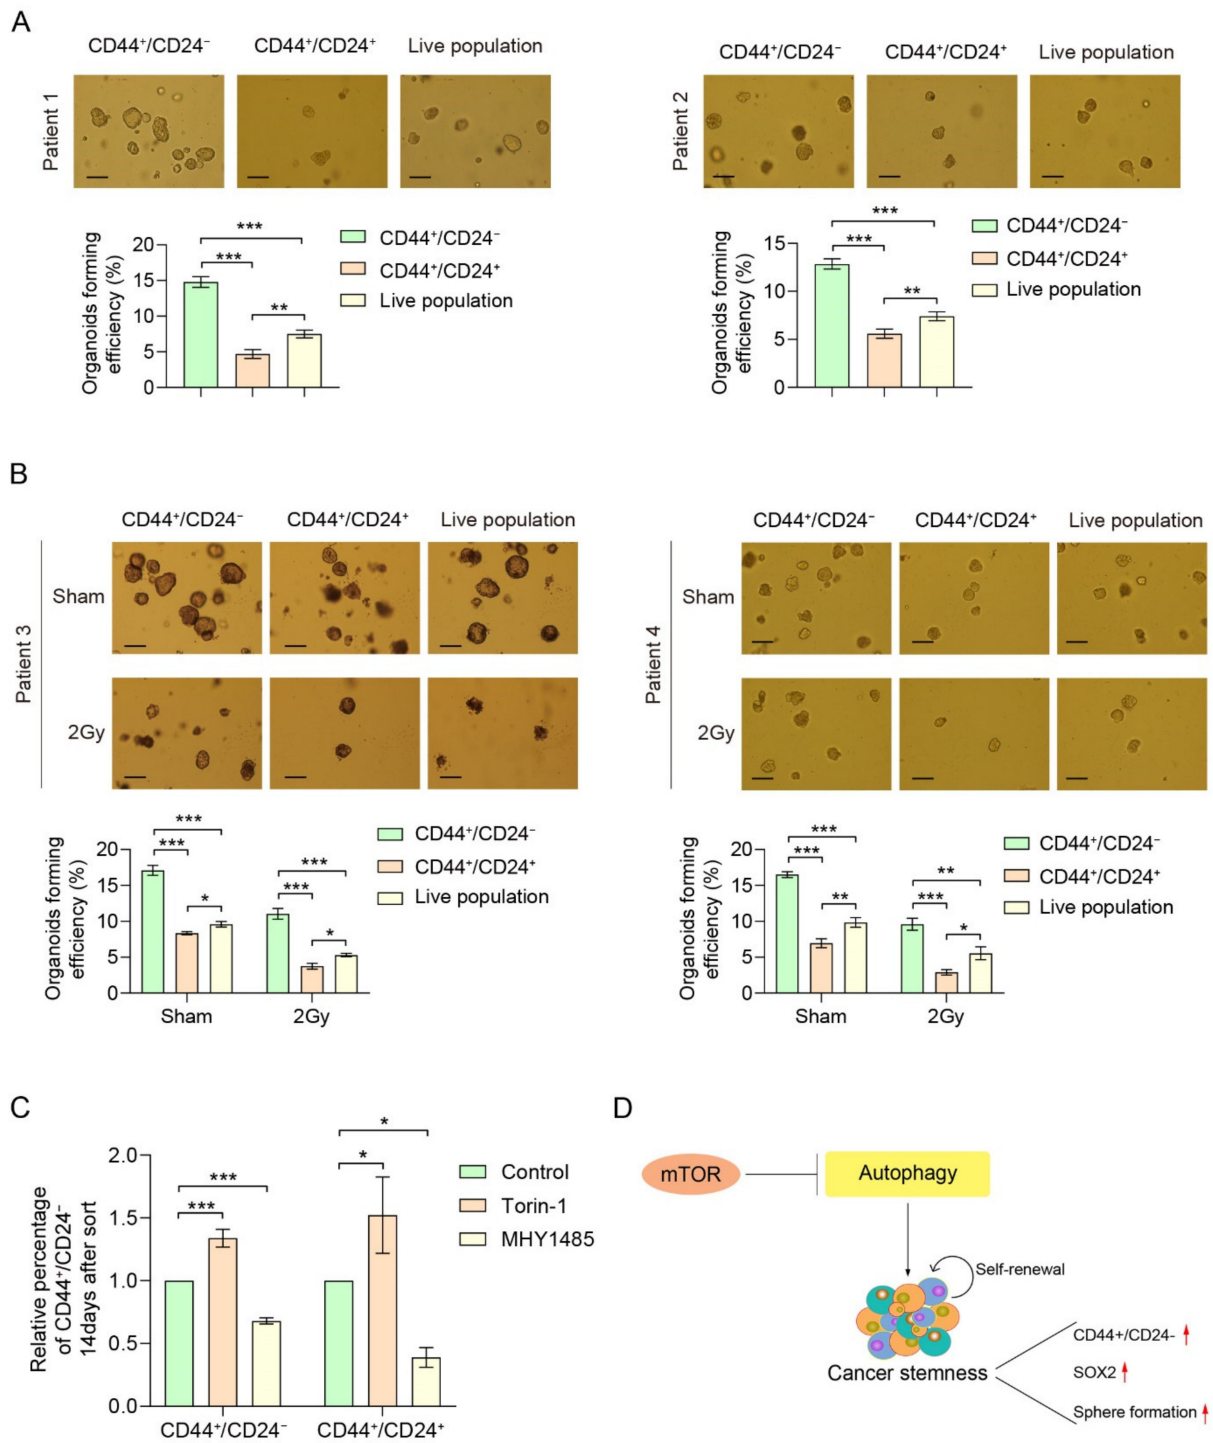 A
CD44⁺/CD24⁻ CD44⁺/CD24⁺ Live population
Patient 1
CD44⁺/CD24⁻ CD44⁺/CD24⁺ Live population
Patient 2
Organoids forming
efficiency (%)
20
15
10
5
0
***
***
**
CD44⁺/CD24⁻
CD44⁺/CD24⁺
Live population
Organoids forming
efficiency (%)
15
10
5
0
***
***
**
CD44⁺/CD24⁻
CD44⁺/CD24⁺
Live population
B
CD44⁺/CD24⁻ CD44⁺/CD24⁺ Live population
Patient 3
Sham
2Gy
CD44⁺/CD24⁻ CD44⁺/CD24⁺ Live population
Patient 4
Sham
2Gy
Organoids forming
efficiency (%)
20
15
10
5
0
***
***
*
***
***
*
Sham 2Gy
CD44⁺/CD24⁻
CD44⁺/CD24⁺
Live population
Organoids forming
efficiency (%)
20
15
10
5
0
***
***
**
**
***
*
Sham 2Gy
CD44⁺/CD24⁻
CD44⁺/CD24⁺
Live population
C
Relative percentage
of CD44⁺/CD24⁻
14days after sort
2.0
1.5
1.0
0.5
0.0
***
***
*
*
CD44⁺/CD24⁻ CD44⁺/CD24⁺
Control
Torin-1
MHY1485
D
mTOR Autophagy
Self-renewal
Cancer stemness
CD44+/CD24-
SOX2
Sphere formation